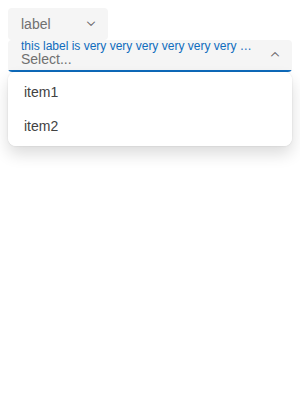 label
this label is very very very very very very …
Select...
item1
item2